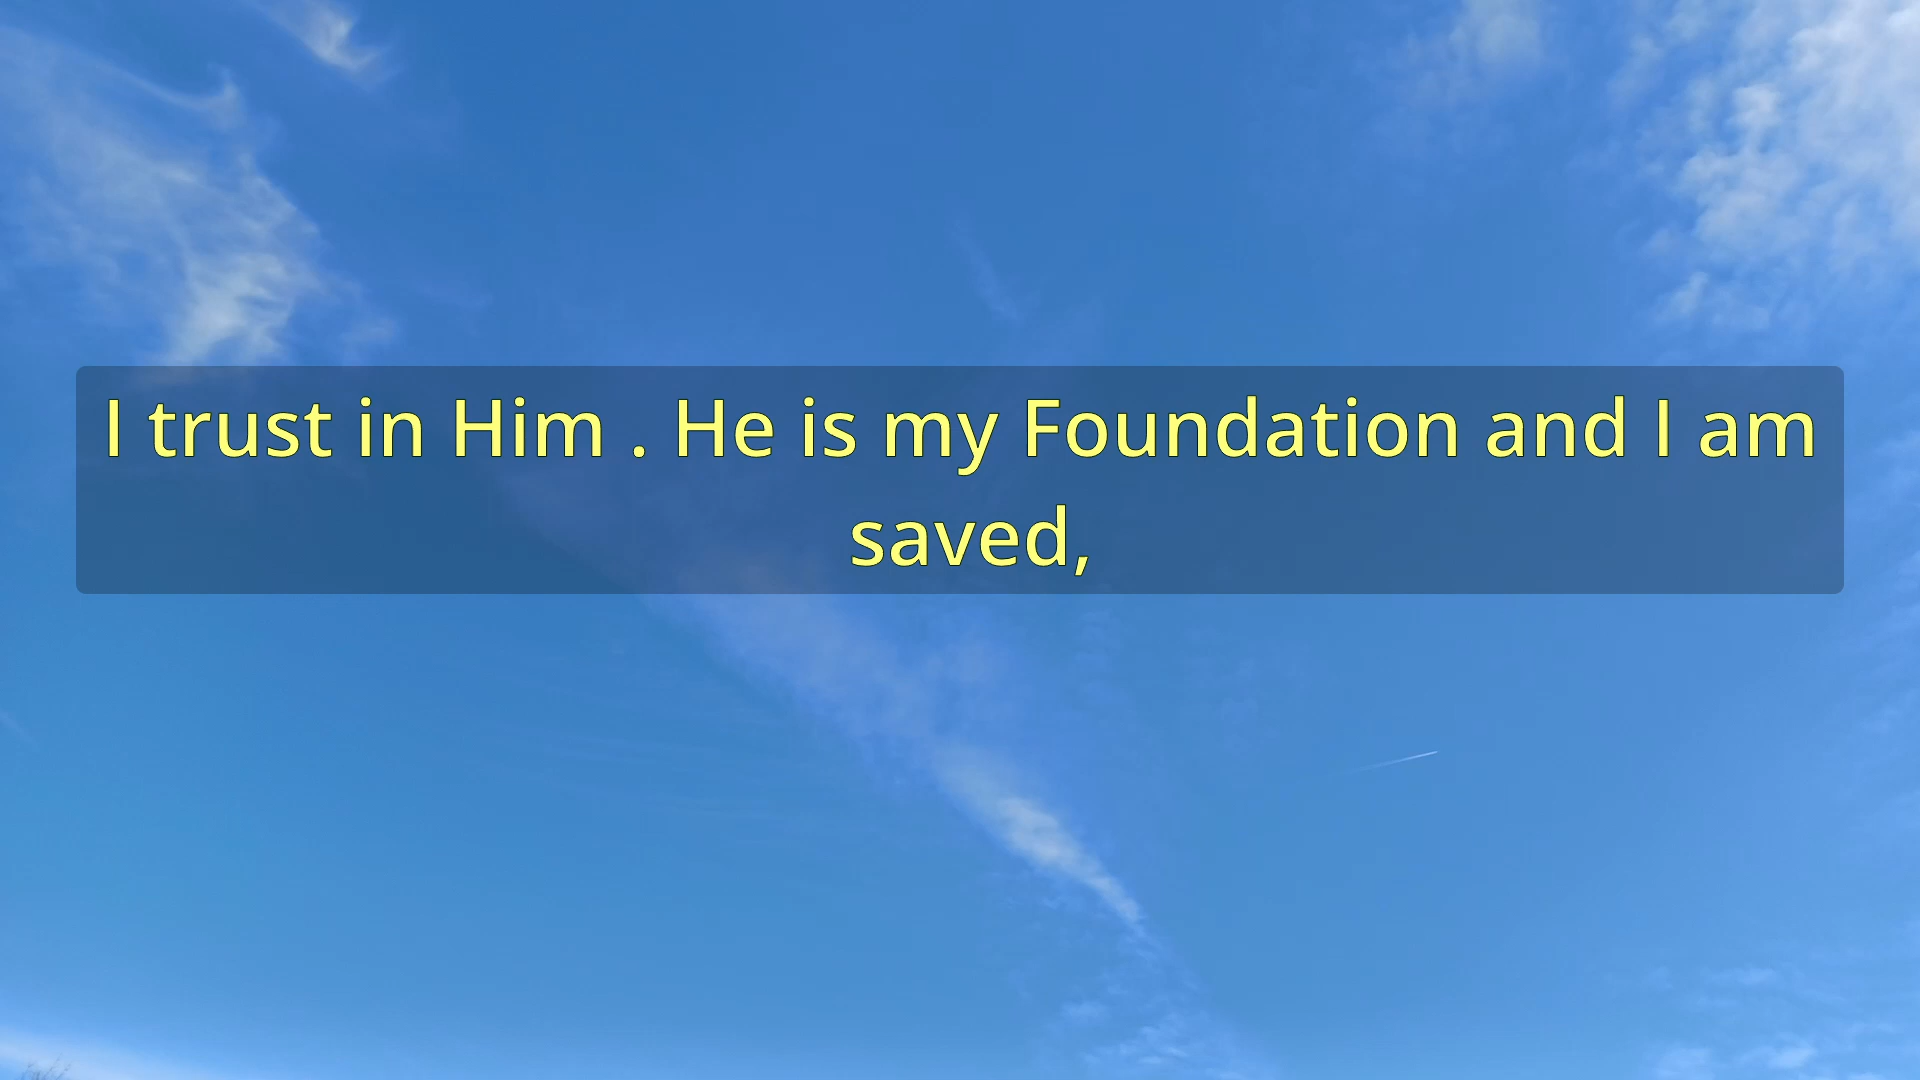 I trust in Him . He is my Foundation and I am
saved,